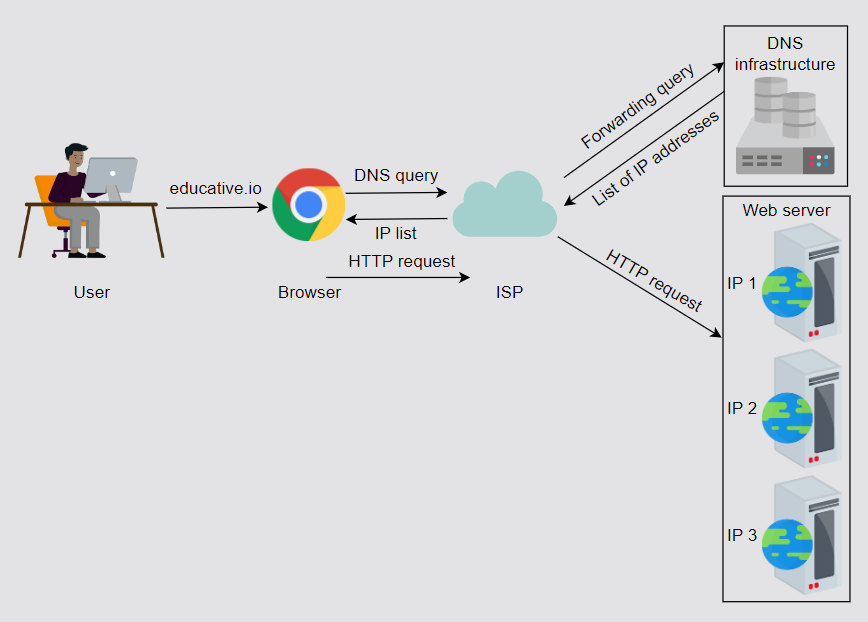 DNS
infrastructure
Forwarding query
List of IP addresses
educative.io
DNS query
IP list
HTTP request
User
Browser
ISP
HTTP request
Web server
IP 1
IP 2
IP 3